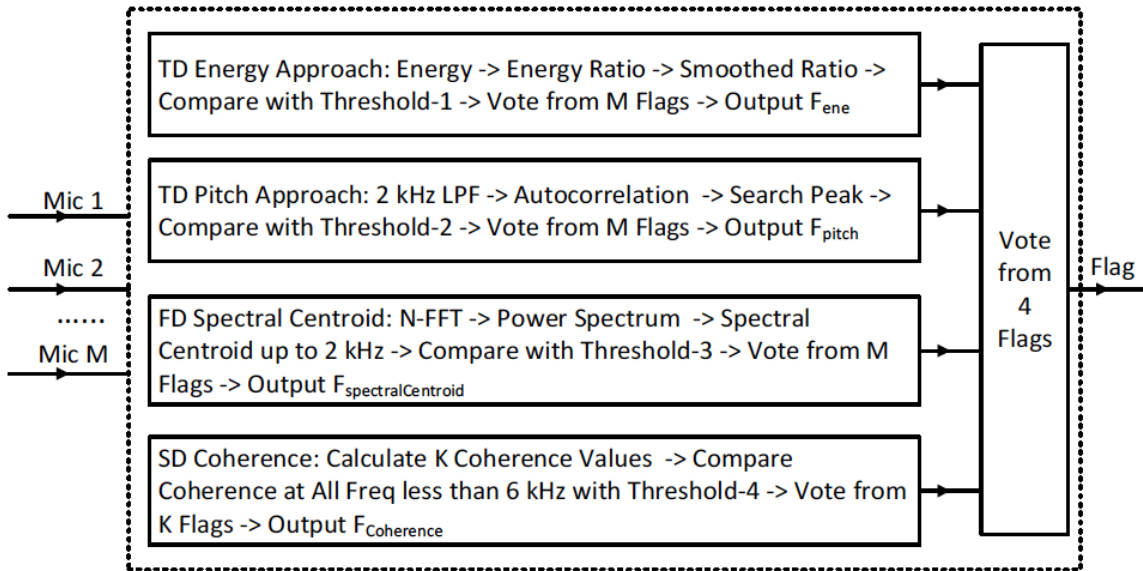 TD Energy Approach: Energy -> Energy Ratio -> Smoothed Ratio ->
Compare with Threshold-1 -> Vote from M Flags -> Output Fene
TD Pitch Approach: 2 kHz LPF -> Autocorrelation -> Search Peak ->
Compare with Threshold-2 -> Vote from M Flags -> Output Fpitch
FD Spectral Centroid: N-FFT -> Power Spectrum -> Spectral
Centroid up to 2 kHz -> Compare with Threshold-3 -> Vote from M
Flags -> Output FspectralCentroid
SD Coherence: Calculate K Coherence Values -> Compare
Coherence at All Freq less than 6 kHz with Threshold-4 -> Vote from
K Flags -> Output FCoherence
Mic 1
Mic 2
......
Mic M
Vote
from
4
Flags
Flag